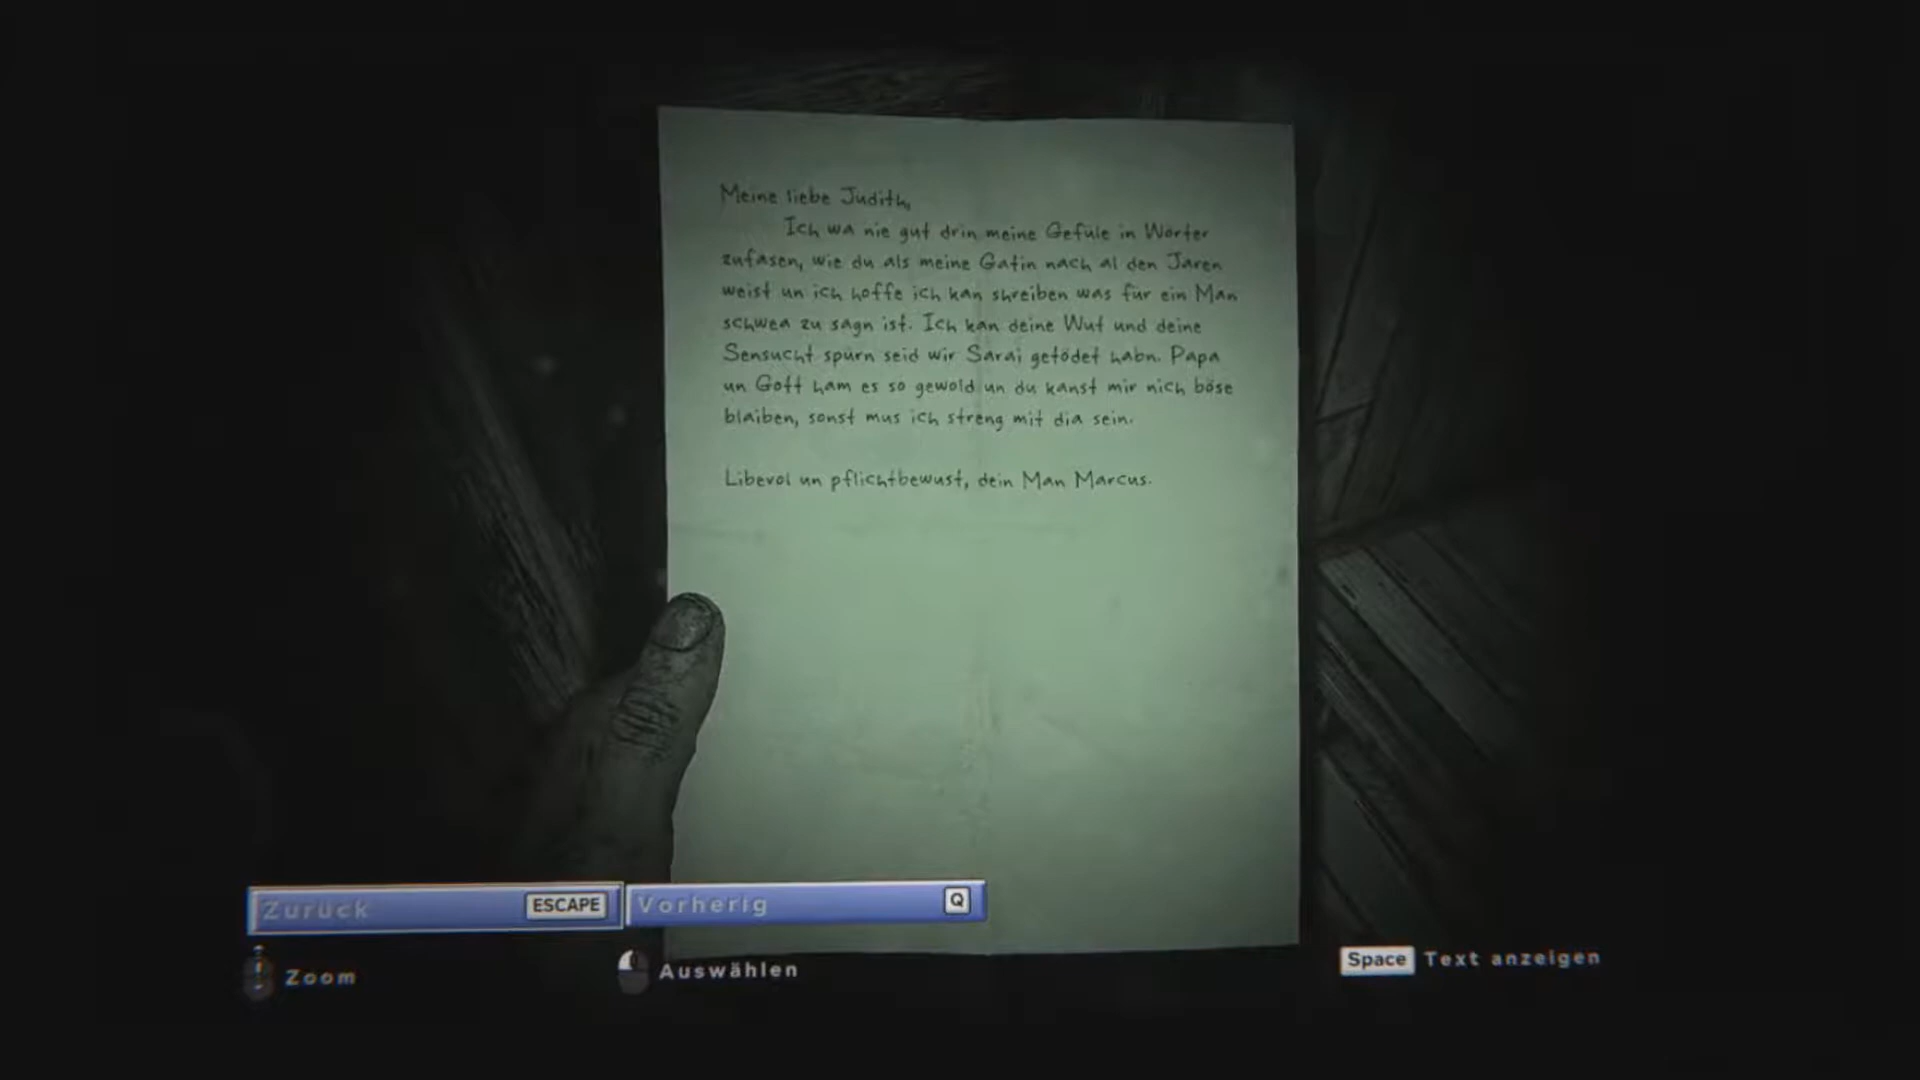 Meine liebe Judith,
Ich wa nie gut drin meine Gefüle in Wörter
zufasen, wie du als meine Gatin nach al den Jaren
weist un ich hoffe ich kan shreiben was für ein Man
schwea zu sagn ist. Ich kan deine Wut und deine
Sensucht spürn seid wir Sarai getödet habn. Papa
un Gott ham es so gewold un du kanst mir nich böse
blaiben, sonst mus ich streng mit dia sein.
Libevol un pflichtbewust, dein Man Marcus.
Zurück ESCAPE Vorherig Q
Zoom Auswählen Space Text anzeigen